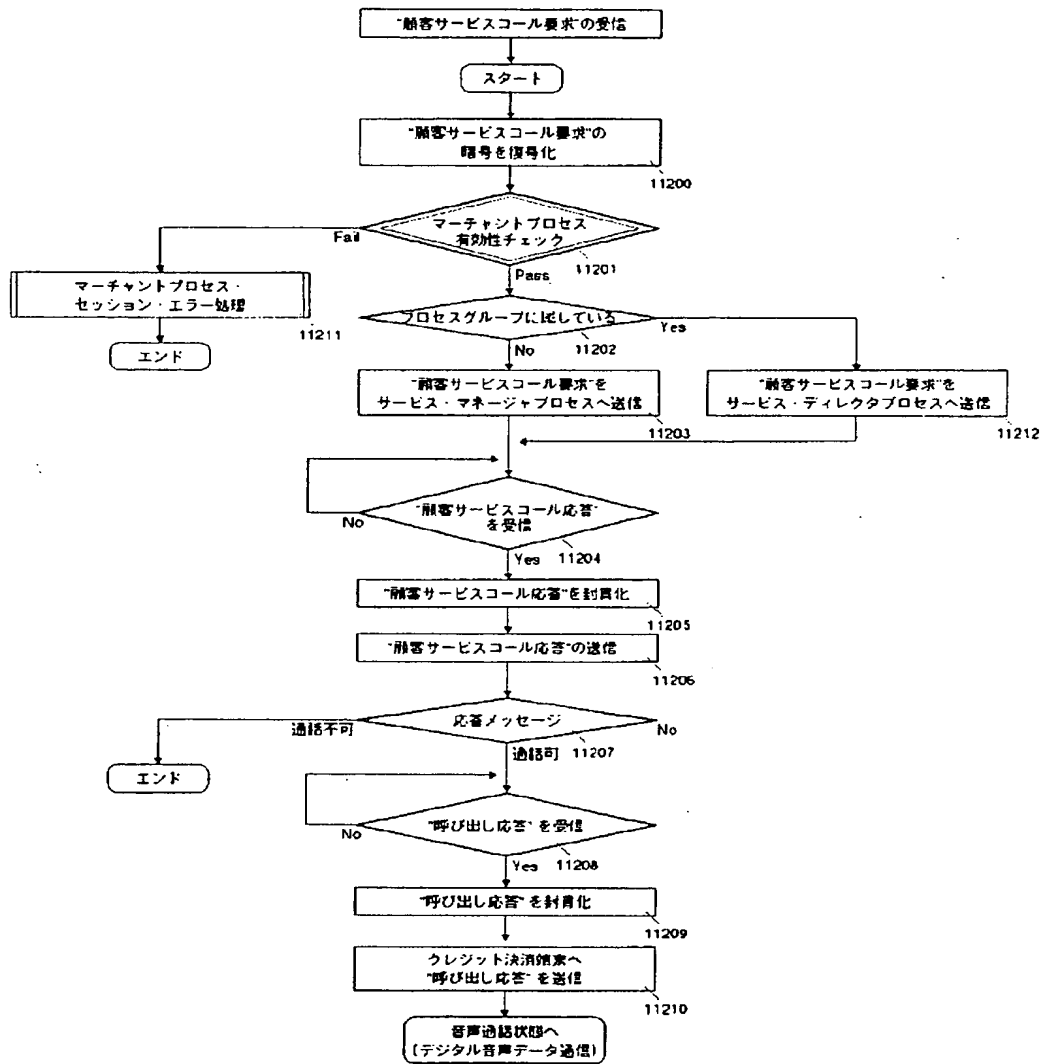 "顧客サービスコール要求"の受信
スタート
"顧客サービスコール要求"の
暗号を復号化
11200
マーチャントプロセス
有効性チェック
11201
Fail
Pass
マーチャントプロセス・
セッション・エラー処理
11211
エンド
プロセスグループに属している
11202
Yes
No
"顧客サービスコール要求"を
サービス・マネージャプロセスへ送信
11203
"顧客サービスコール要求"を
サービス・ディレクタプロセスへ送信
11212
"顧客サービスコール応答"
を受信
No
11204
Yes
"顧客サービスコール応答"を封書化
11205
"顧客サービスコール応答"の送信
11206
応答メッセージ
通話不可
No
11207
通話可
エンド
"呼び出し応答" を受信
No
11208
Yes
"呼び出し応答" を封書化
11209
クレジット決済端末へ
"呼び出し応答" を送信
11210
音声通話状態へ
(デジタル音声データ通信)